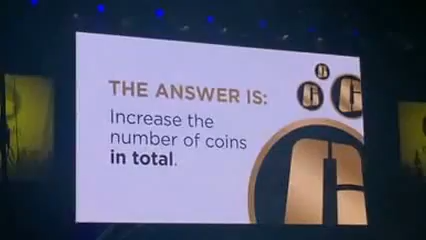 THE ANSWER IS:
Increase the
number of coins
in total.